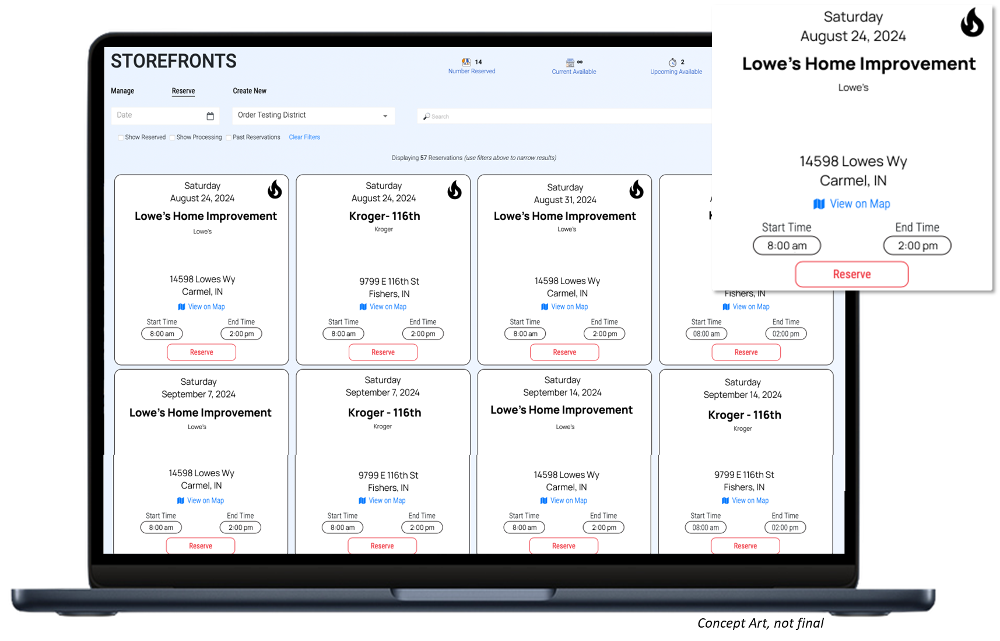 STOREFRONTS
14
Number Reserved
∞
Current Available
2
Upcoming Available
Manage
Reserve
Create New
Date
Order Testing District
Search
Show Reserved
Show Processing
Past Reservations
Clear Filters
Displaying 57 Reservations (use filters above to narrow results)
Saturday
August 24, 2024
Lowe's Home Improvement
Lowe's
14598 Lowes Wy
Carmel, IN
View on Map
Start Time
End Time
8:00 am
2:00 pm
Reserve
Saturday
August 24, 2024
Kroger- 116th
Kroger
9799 E 116th St
Fishers, IN
View on Map
Start Time
End Time
8:00 am
2:00 pm
Reserve
Saturday
August 31, 2024
Lowe's Home Improvement
Lowe's
14598 Lowes Wy
Carmel, IN
View on Map
Start Time
End Time
8:00 am
2:00 pm
Reserve
Fishers, IN
View on Map
Start Time
End Time
08:00 am
02:00 pm
Reserve
Saturday
August 24, 2024
Lowe's Home Improvement
Lowe's
14598 Lowes Wy
Carmel, IN
View on Map
Start Time
End Time
8:00 am
2:00 pm
Reserve
Saturday
September 7, 2024
Lowe's Home Improvement
Lowe's
14598 Lowes Wy
Carmel, IN
View on Map
Start Time
End Time
8:00 am
2:00 pm
Reserve
Saturday
September 7, 2024
Kroger - 116th
Kroger
9799 E 116th St
Fishers, IN
View on Map
Start Time
End Time
8:00 am
2:00 pm
Reserve
Saturday
September 14, 2024
Lowe's Home Improvement
Lowe's
14598 Lowes Wy
Carmel, IN
View on Map
Start Time
End Time
8:00 am
2:00 pm
Reserve
Saturday
September 14, 2024
Kroger - 116th
Kroger
9799 E 116th St
Fishers, IN
View on Map
Start Time
End Time
08:00 am
02:00 pm
Reserve
Concept Art, not final